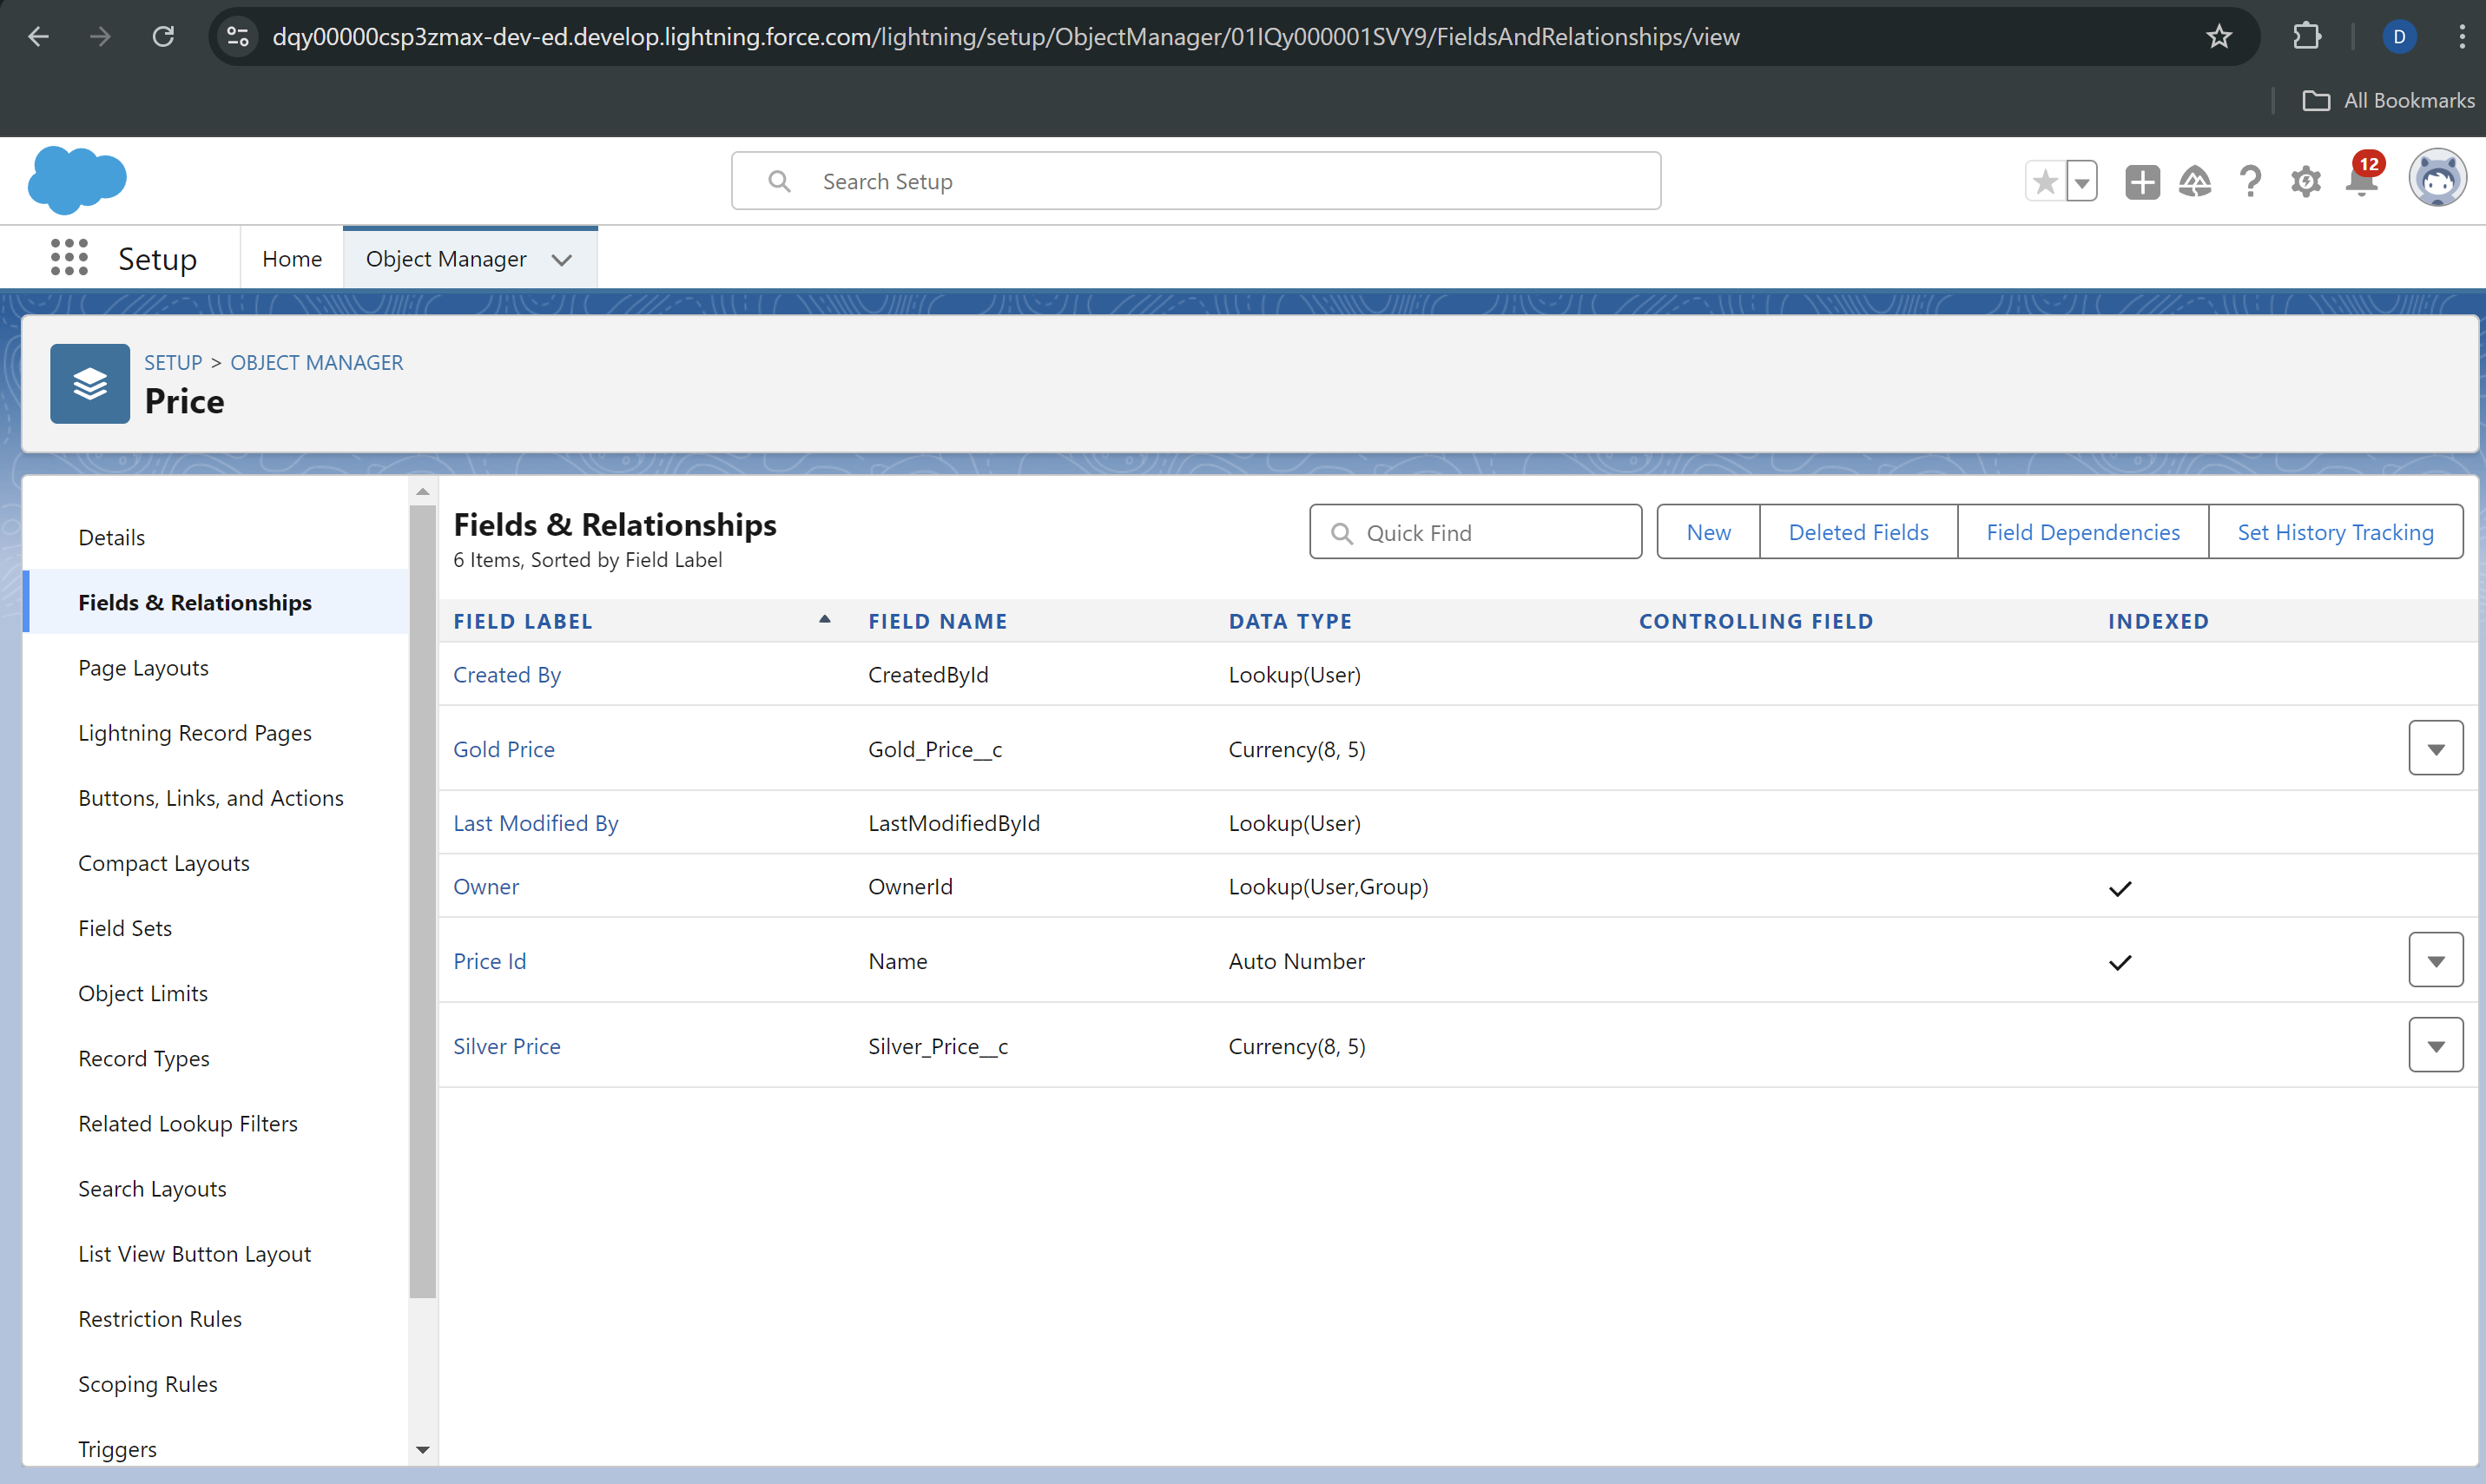 dqy00000csp3zmax-dev-ed.develop.lightning.force.com/lightning/setup/ObjectManager/01IQy000001SVY9/FieldsAndRelationships/view
D
All Bookmarks
Search Setup
12
Setup
Home
Object Manager
SETUP > OBJECT MANAGER
Price
Details
Fields & Relationships
Page Layouts
Lightning Record Pages
Buttons, Links, and Actions
Compact Layouts
Field Sets
Object Limits
Record Types
Related Lookup Filters
Search Layouts
List View Button Layout
Restriction Rules
Scoping Rules
Triggers
Fields & Relationships
6 Items, Sorted by Field Label
Quick Find
New
Deleted Fields
Field Dependencies
Set History Tracking
FIELD LABEL FIELD NAME DATA TYPE CONTROLLING FIELD INDEXED
Created By CreatedById Lookup(User)
Gold Price Gold_Price__c Currency(8, 5)
Last Modified By LastModifiedById Lookup(User)
Owner OwnerId Lookup(User,Group)
Price Id Name Auto Number
Silver Price Silver_Price__c Currency(8, 5)